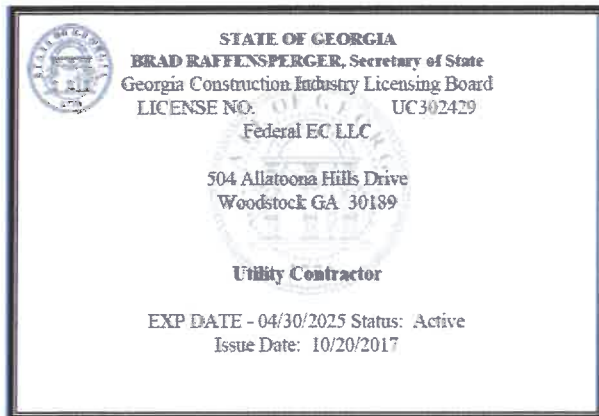 STATE OF GEORGIA
BRAD RAFFENSPERGER, Secretary of State
Georgia Construction Industry Licensing Board
LICENSE NO. UC302429
Federal EC LLC
504 Allatoona Hills Drive
Woodstock GA 30189
Utility Contractor
EXP DATE - 04/30/2025 Status: Active
Issue Date: 10/20/2017